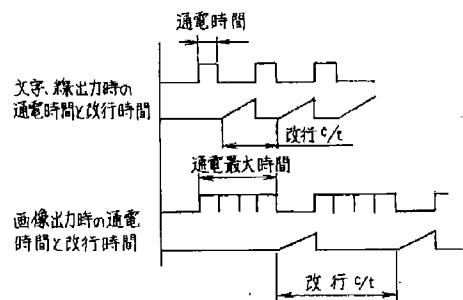 通電時間
文字、線出力時の
通電時間と改行時間
改行 c/t
通電最大時間
画像出力時の通電
時間と改行時間
改行 c/t